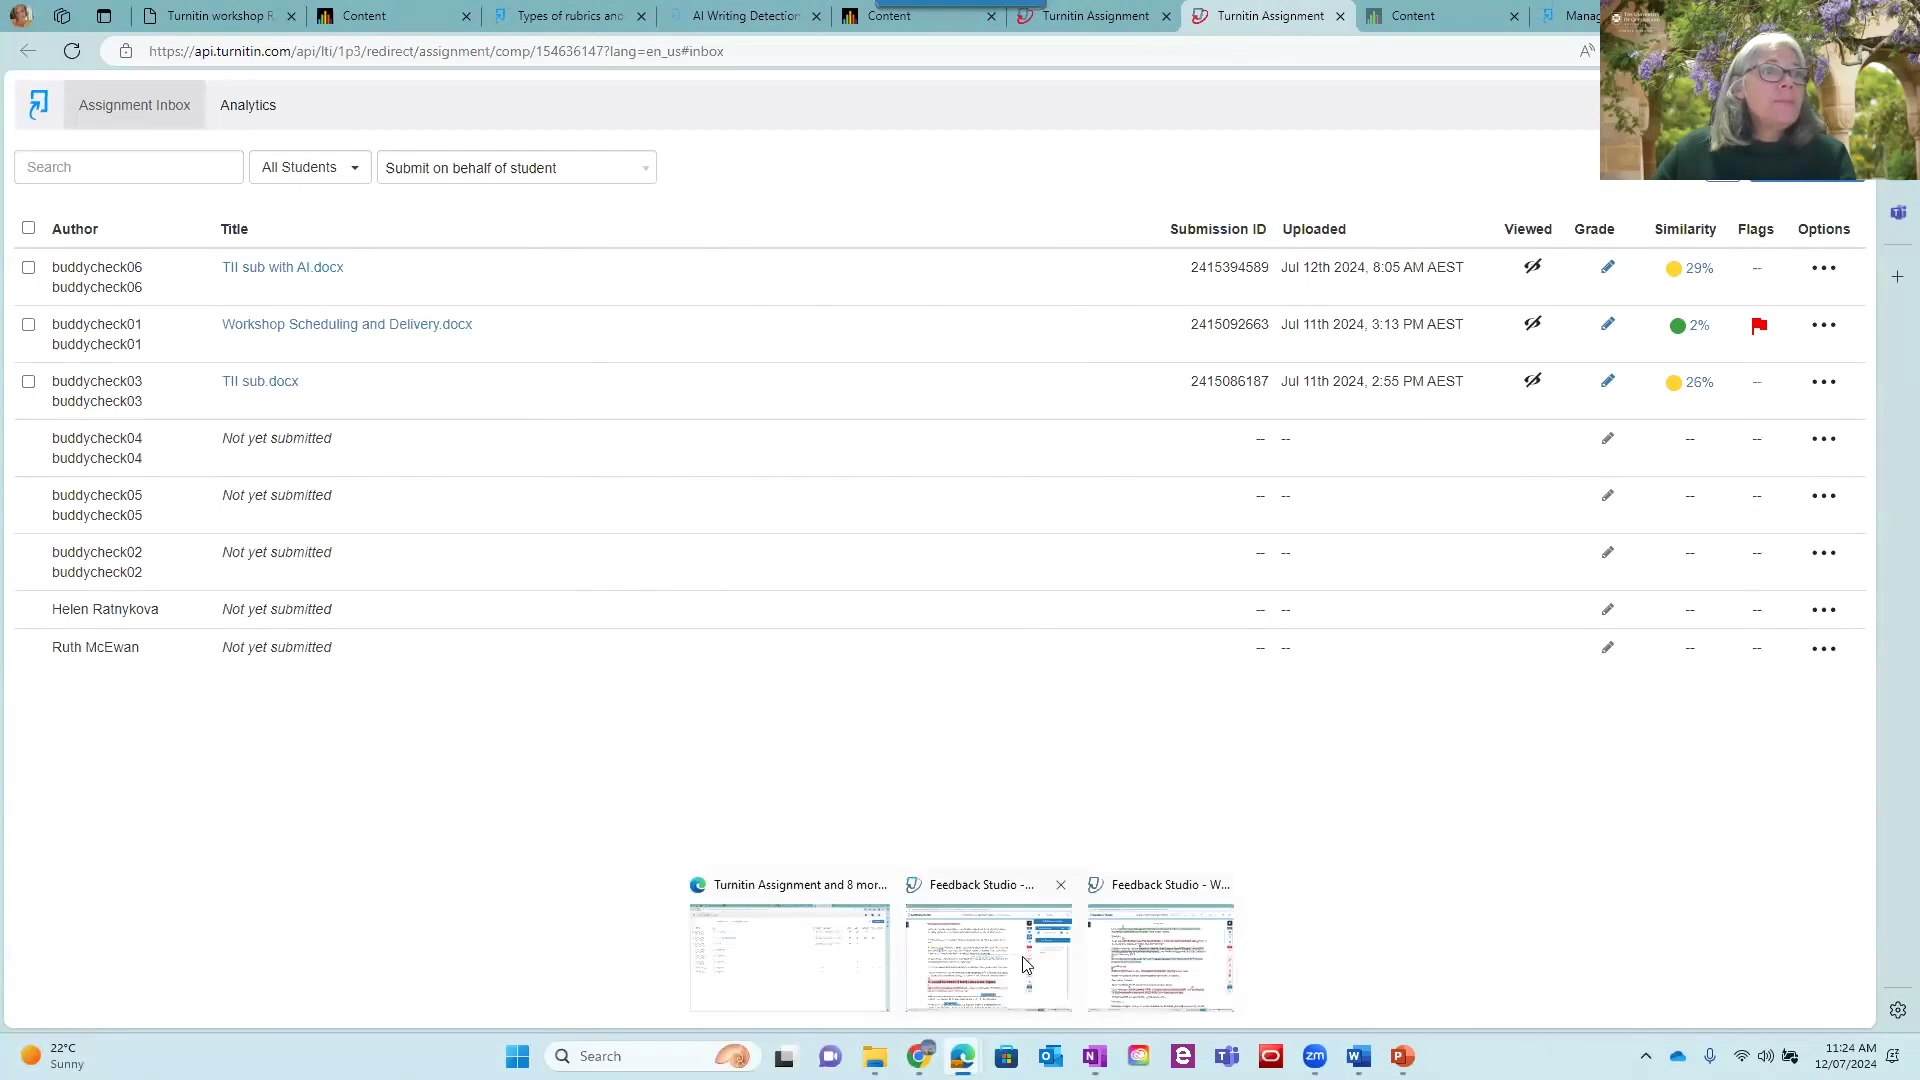 Turnitin workshop R
Content
Types of rubrics and
AI Writing Detection
Content
Turnitin Assignment
Turnitin Assignment
Content
Manag
https://api.turnitin.com/api/lti/1p3/redirect/assignment/comp/154636147?lang=en_us#inbox
Assignment Inbox
Analytics
Search
All Students
Submit on behalf of student
Author Title Submission ID Uploaded Viewed Grade Similarity Flags Options
buddycheck06 TII sub with AI.docx 2415394589 Jul 12th 2024, 8:05 AM AEST 29% --
buddycheck06
buddycheck01 Workshop Scheduling and Delivery.docx 2415092663 Jul 11th 2024, 3:13 PM AEST 2%
buddycheck01
buddycheck03 TII sub.docx 2415086187 Jul 11th 2024, 2:55 PM AEST 26% --
buddycheck03
buddycheck04 Not yet submitted -- -- -- --
buddycheck04
buddycheck05 Not yet submitted -- -- -- --
buddycheck05
buddycheck02 Not yet submitted -- -- -- --
buddycheck02
Helen Ratnykova Not yet submitted -- -- -- --
Ruth McEwan Not yet submitted -- -- -- --
Turnitin Assignment and 8 mor...
Feedback Studio -...
Feedback Studio - W...
22°C
Sunny
Search
zm
11:24 AM
12/07/2024